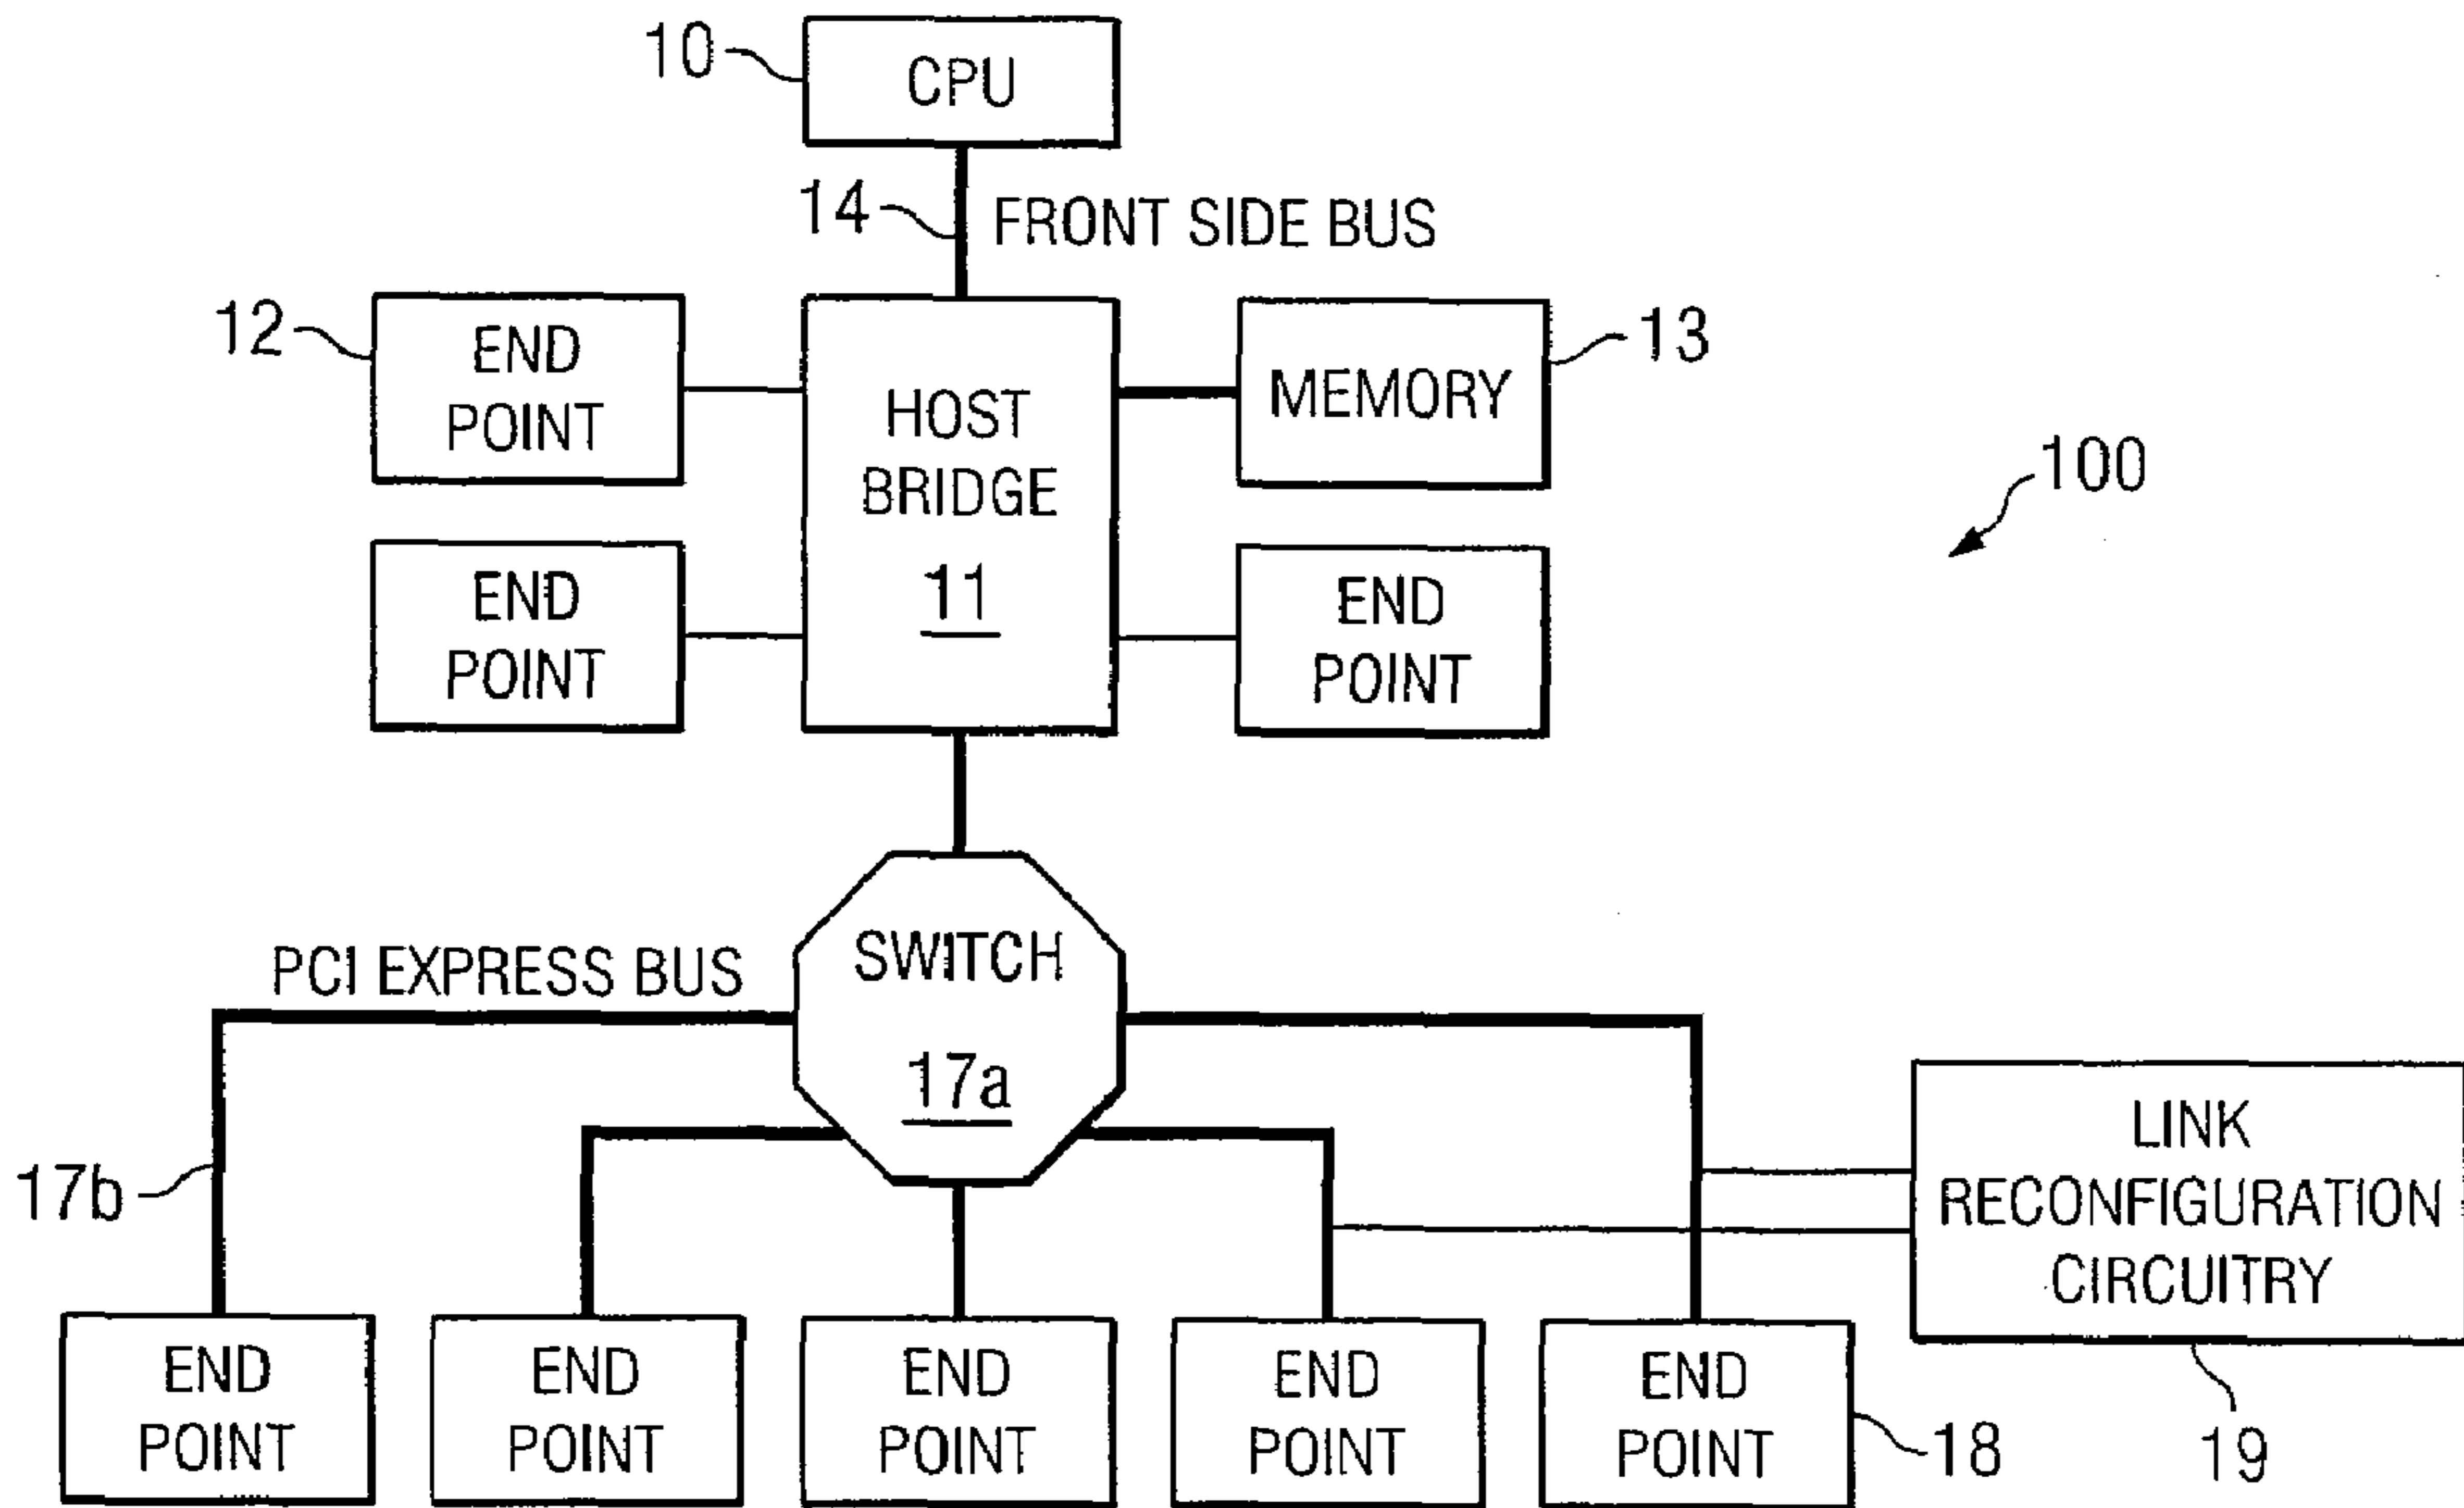 10
CPU
14
FRONT SIDE BUS
12
END
POINT
HOST
BRIDGE
11
MEMORY
13
100
END
POINT
END
POINT
PCI EXPRESS BUS
SWITCH
17a
17b
LINK
RECONFIGURATION
CIRCUITRY
19
END
POINT
END
POINT
END
POINT
END
POINT
END
POINT
18